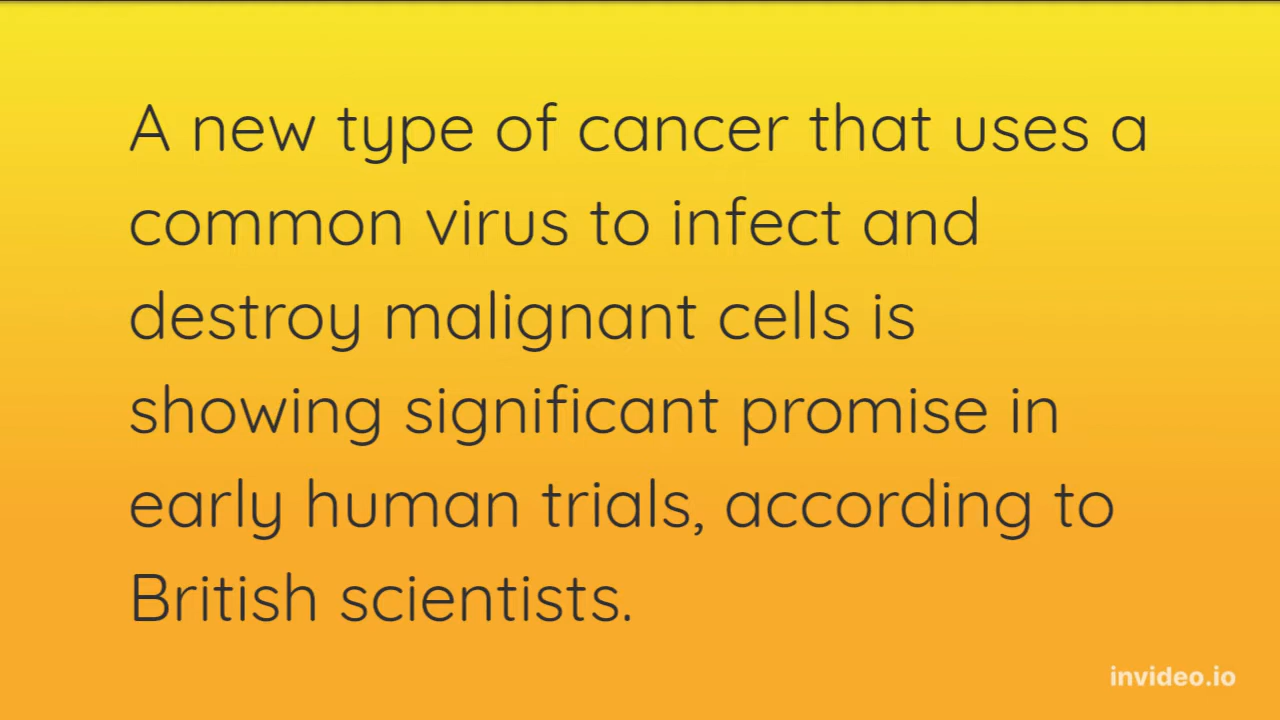 A new type of cancer that uses a
common virus to infect and
destroy malignant cells is
showing significant promise in
early human trials, according to
British scientists.
invideo.io